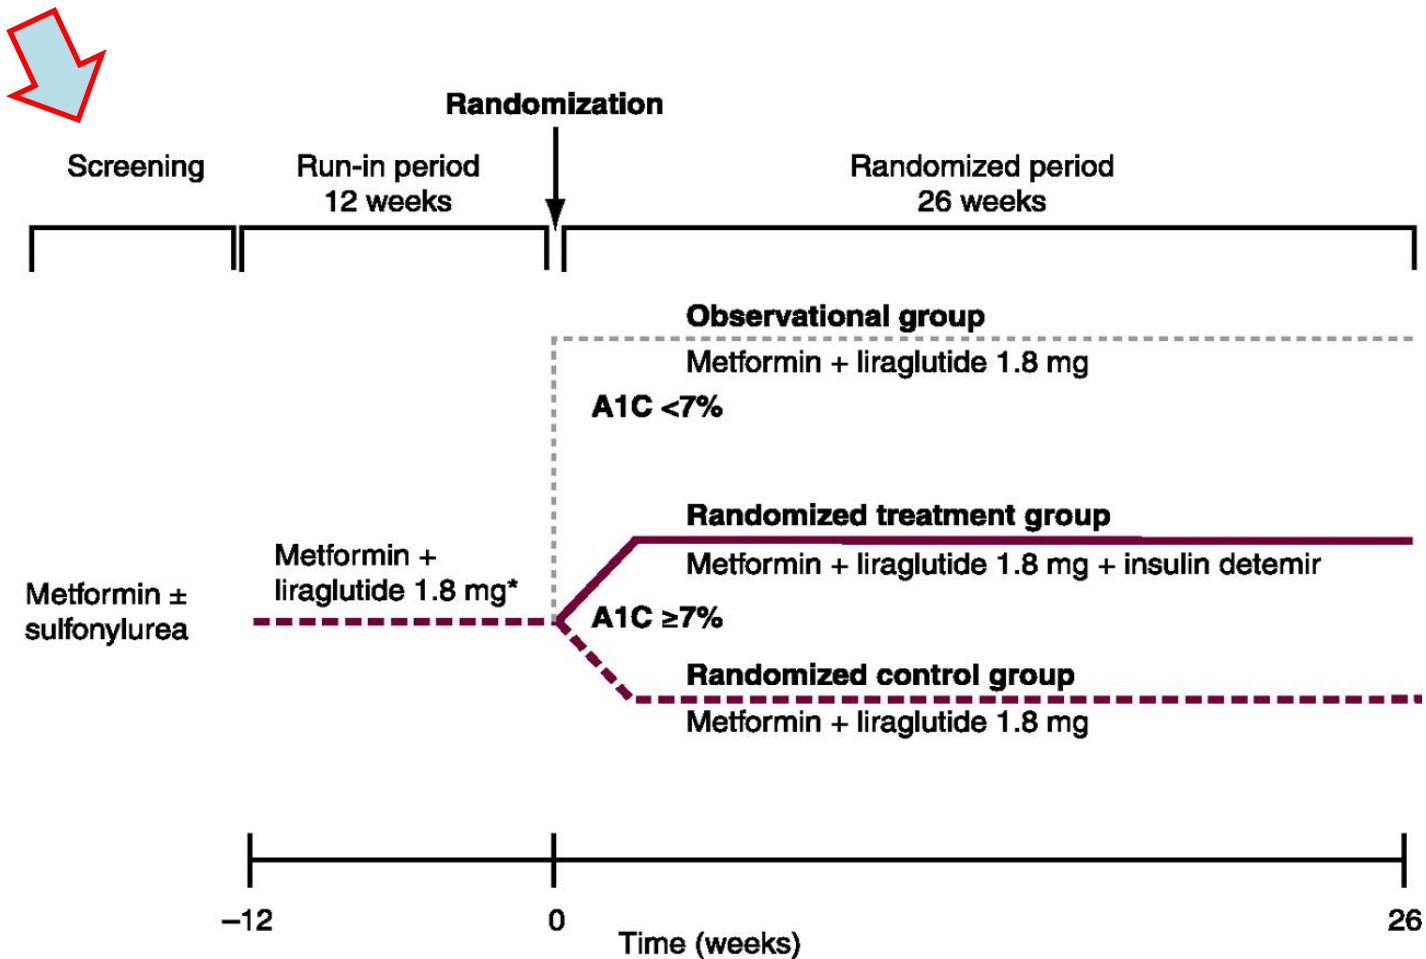 Randomization
Screening
Run-in period
12 weeks
Randomized period
26 weeks
Observational group
Metformin + liraglutide 1.8 mg
A1C <7%
Randomized treatment group
Metformin + liraglutide 1.8 mg + insulin detemir
Metformin +
liraglutide 1.8 mg*
Metformin ±
sulfonylurea
A1C ≥7%
Randomized control group
Metformin + liraglutide 1.8 mg
–12
0
26
Time (weeks)